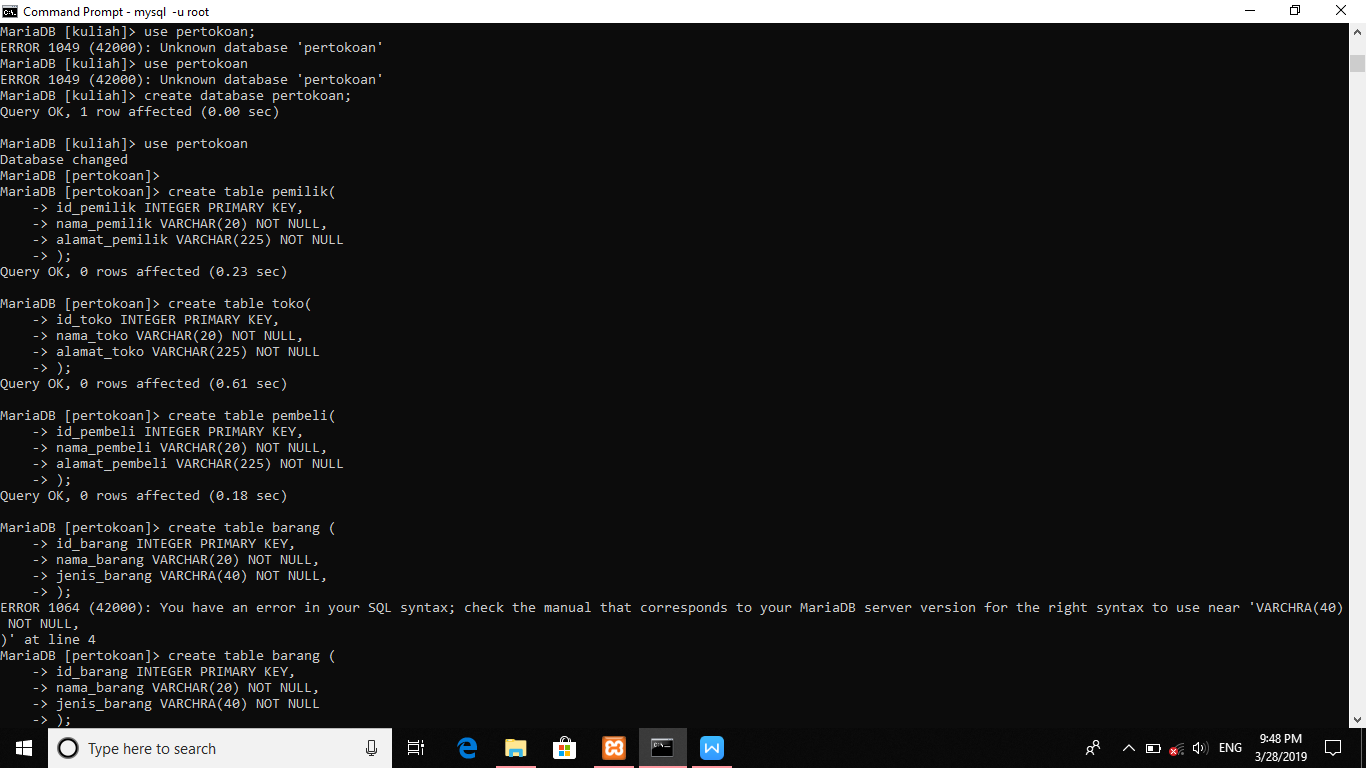 Command Prompt - mysql  -u root
MariaDB [kuliah]> use pertokoan;
ERROR 1049 (42000): Unknown database 'pertokoan'
MariaDB [kuliah]> use pertokoan
ERROR 1049 (42000): Unknown database 'pertokoan'
MariaDB [kuliah]> create database pertokoan;
Query OK, 1 row affected (0.00 sec)
MariaDB [kuliah]> use pertokoan
Database changed
MariaDB [pertokoan]>
MariaDB [pertokoan]> create table pemilik(
    -> id_pemilik INTEGER PRIMARY KEY,
    -> nama_pemilik VARCHAR(20) NOT NULL,
    -> alamat_pemilik VARCHAR(225) NOT NULL
    -> );
Query OK, 0 rows affected (0.23 sec)
MariaDB [pertokoan]> create table toko(
    -> id_toko INTEGER PRIMARY KEY,
    -> nama_toko VARCHAR(20) NOT NULL,
    -> alamat_toko VARCHAR(225) NOT NULL
    -> );
Query OK, 0 rows affected (0.61 sec)
MariaDB [pertokoan]> create table pembeli(
    -> id_pembeli INTEGER PRIMARY KEY,
    -> nama_pembeli VARCHAR(20) NOT NULL,
    -> alamat_pembeli VARCHAR(225) NOT NULL
    -> );
Query OK, 0 rows affected (0.18 sec)
MariaDB [pertokoan]> create table barang (
    -> id_barang INTEGER PRIMARY KEY,
    -> nama_barang VARCHAR(20) NOT NULL,
    -> jenis_barang VARCHRA(40) NOT NULL,
    -> );
ERROR 1064 (42000): You have an error in your SQL syntax; check the manual that corresponds to your MariaDB server version for the right syntax to use near 'VARCHRA(40)
 NOT NULL,
)' at line 4
MariaDB [pertokoan]> create table barang (
    -> id_barang INTEGER PRIMARY KEY,
    -> nama_barang VARCHAR(20) NOT NULL,
    -> jenis_barang VARCHRA(40) NOT NULL
    -> );
Type here to search
ENG
9:48 PM
3/28/2019